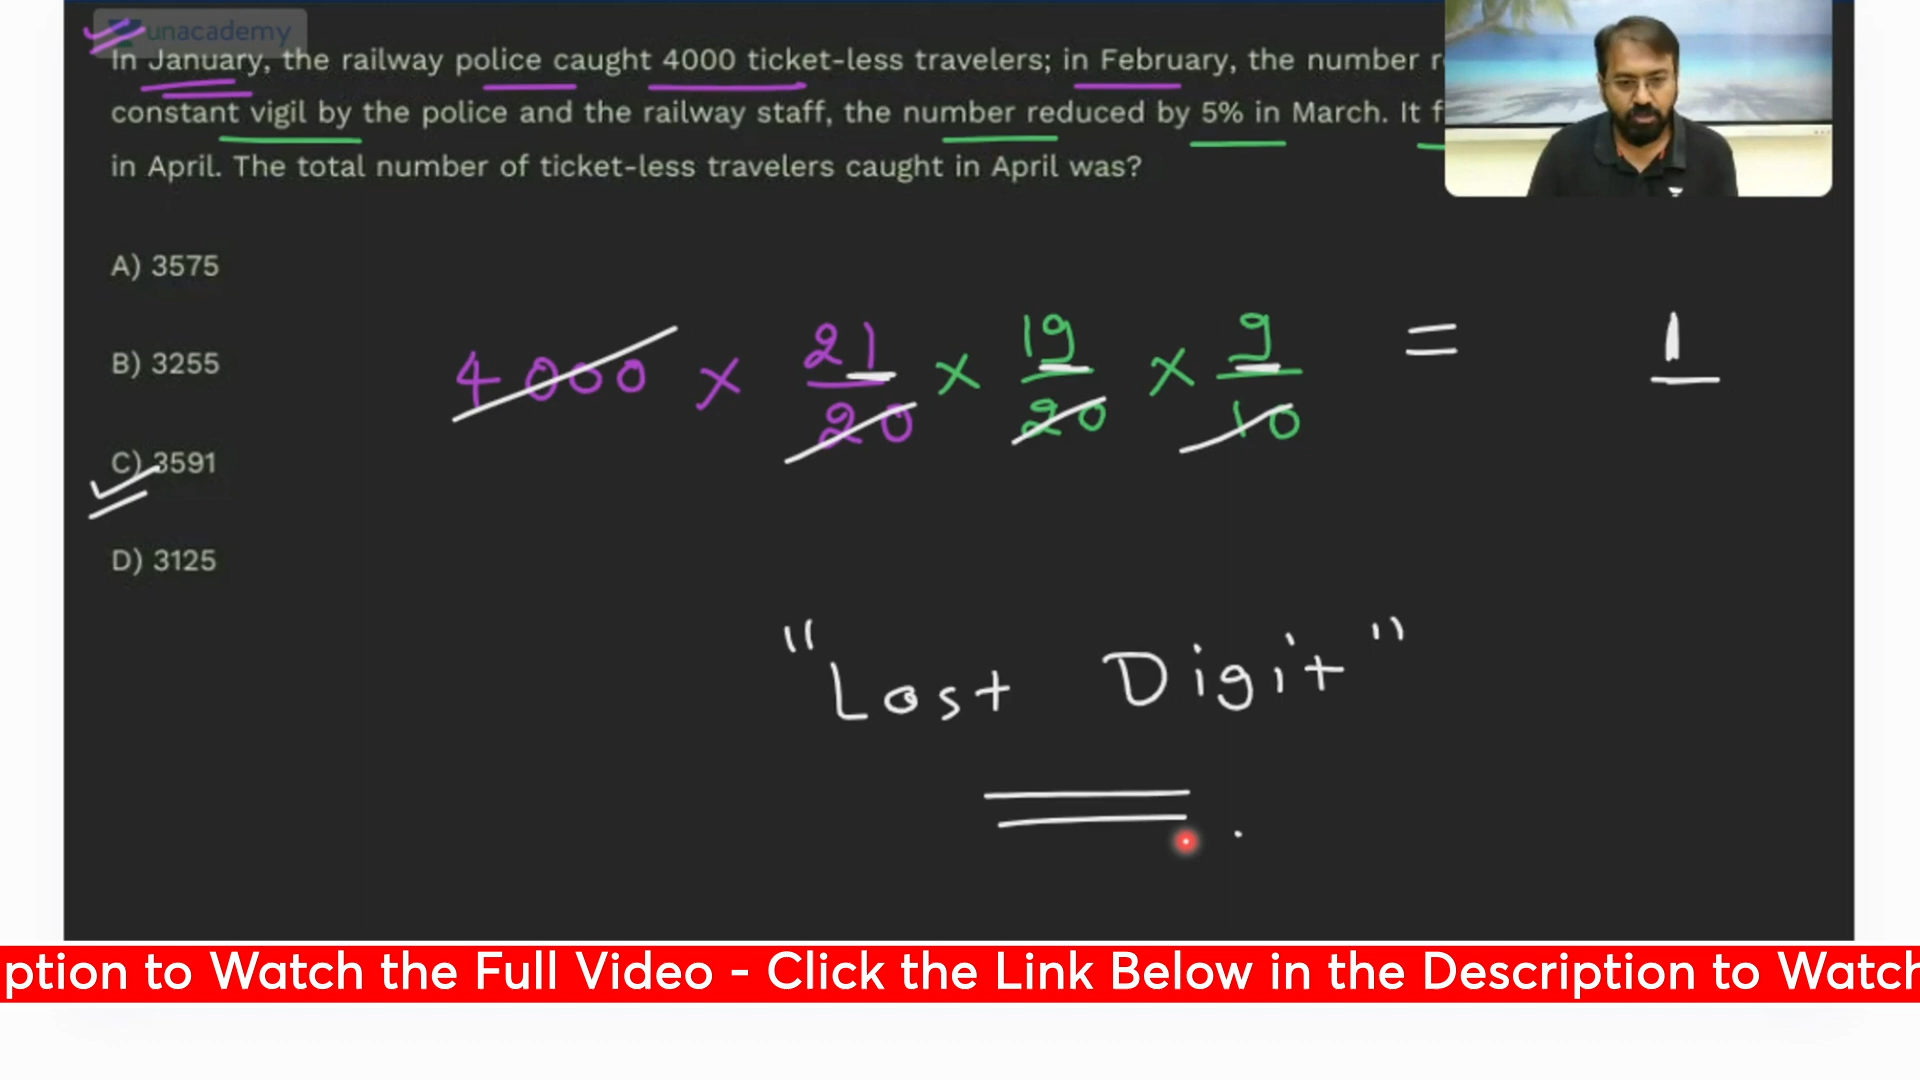 unacademy
In January, the railway police caught 4000 ticket-less travelers; in February, the number
constant vigil by the police and the railway staff, the number reduced by 5% in March. It
in April. The total number of ticket-less travelers caught in April was?
A) 3575
B) 3255
C) 3591
D) 3125
4000 × 21/20 × 19/20 × 9/10 = 1
"Last Digit"
ption to Watch the Full Video - Click the Link Below in the Description to Watch